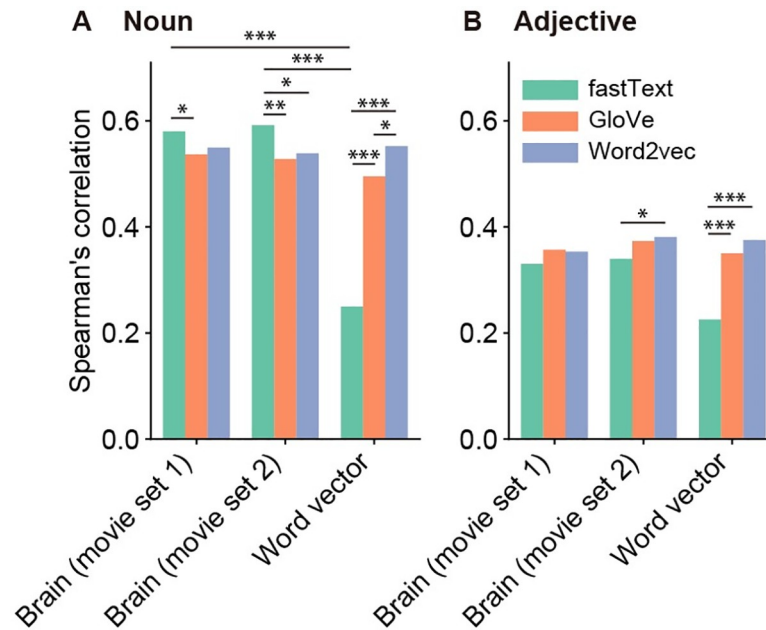 A Noun
***
***
*
**
*
***
*
***
Spearman's correlation
0.6
0.4
0.2
0.0
Brain (movie set 1)
Brain (movie set 2)
Word vector
B Adjective
fastText
GloVe
Word2vec
*
***
***
0.6
0.4
0.2
0.0
Brain (movie set 1)
Brain (movie set 2)
Word vector